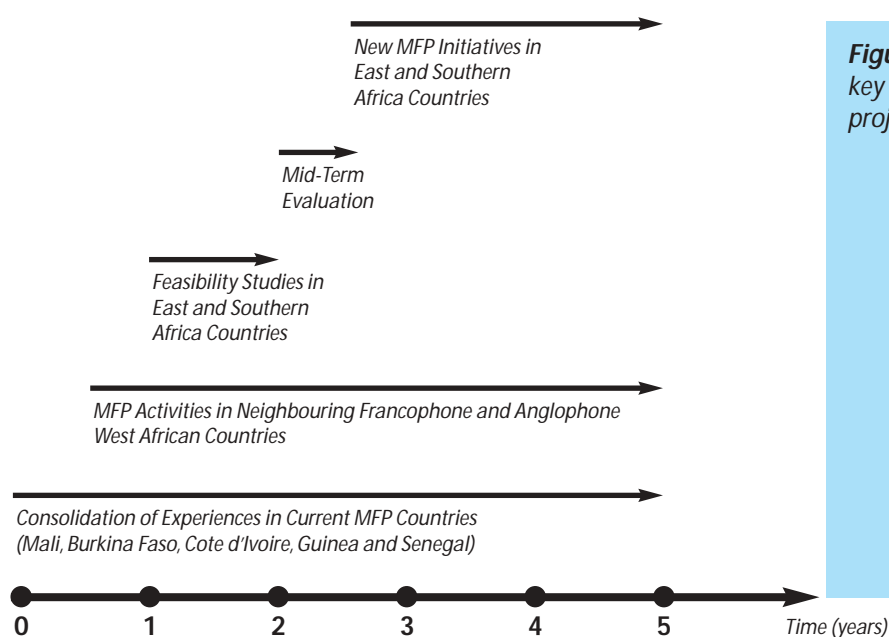 New MFP Initiatives in
East and Southern
Africa Countries
Figu
key
proj
Mid-Term
Evaluation
Feasibility Studies in
East and Southern
Africa Countries
MFP Activities in Neighbouring Francophone and Anglophone
West African Countries
Consolidation of Experiences in Current MFP Countries
(Mali, Burkina Faso, Cote d'Ivoire, Guinea and Senegal)
0 1 2 3 4 5 Time (years)